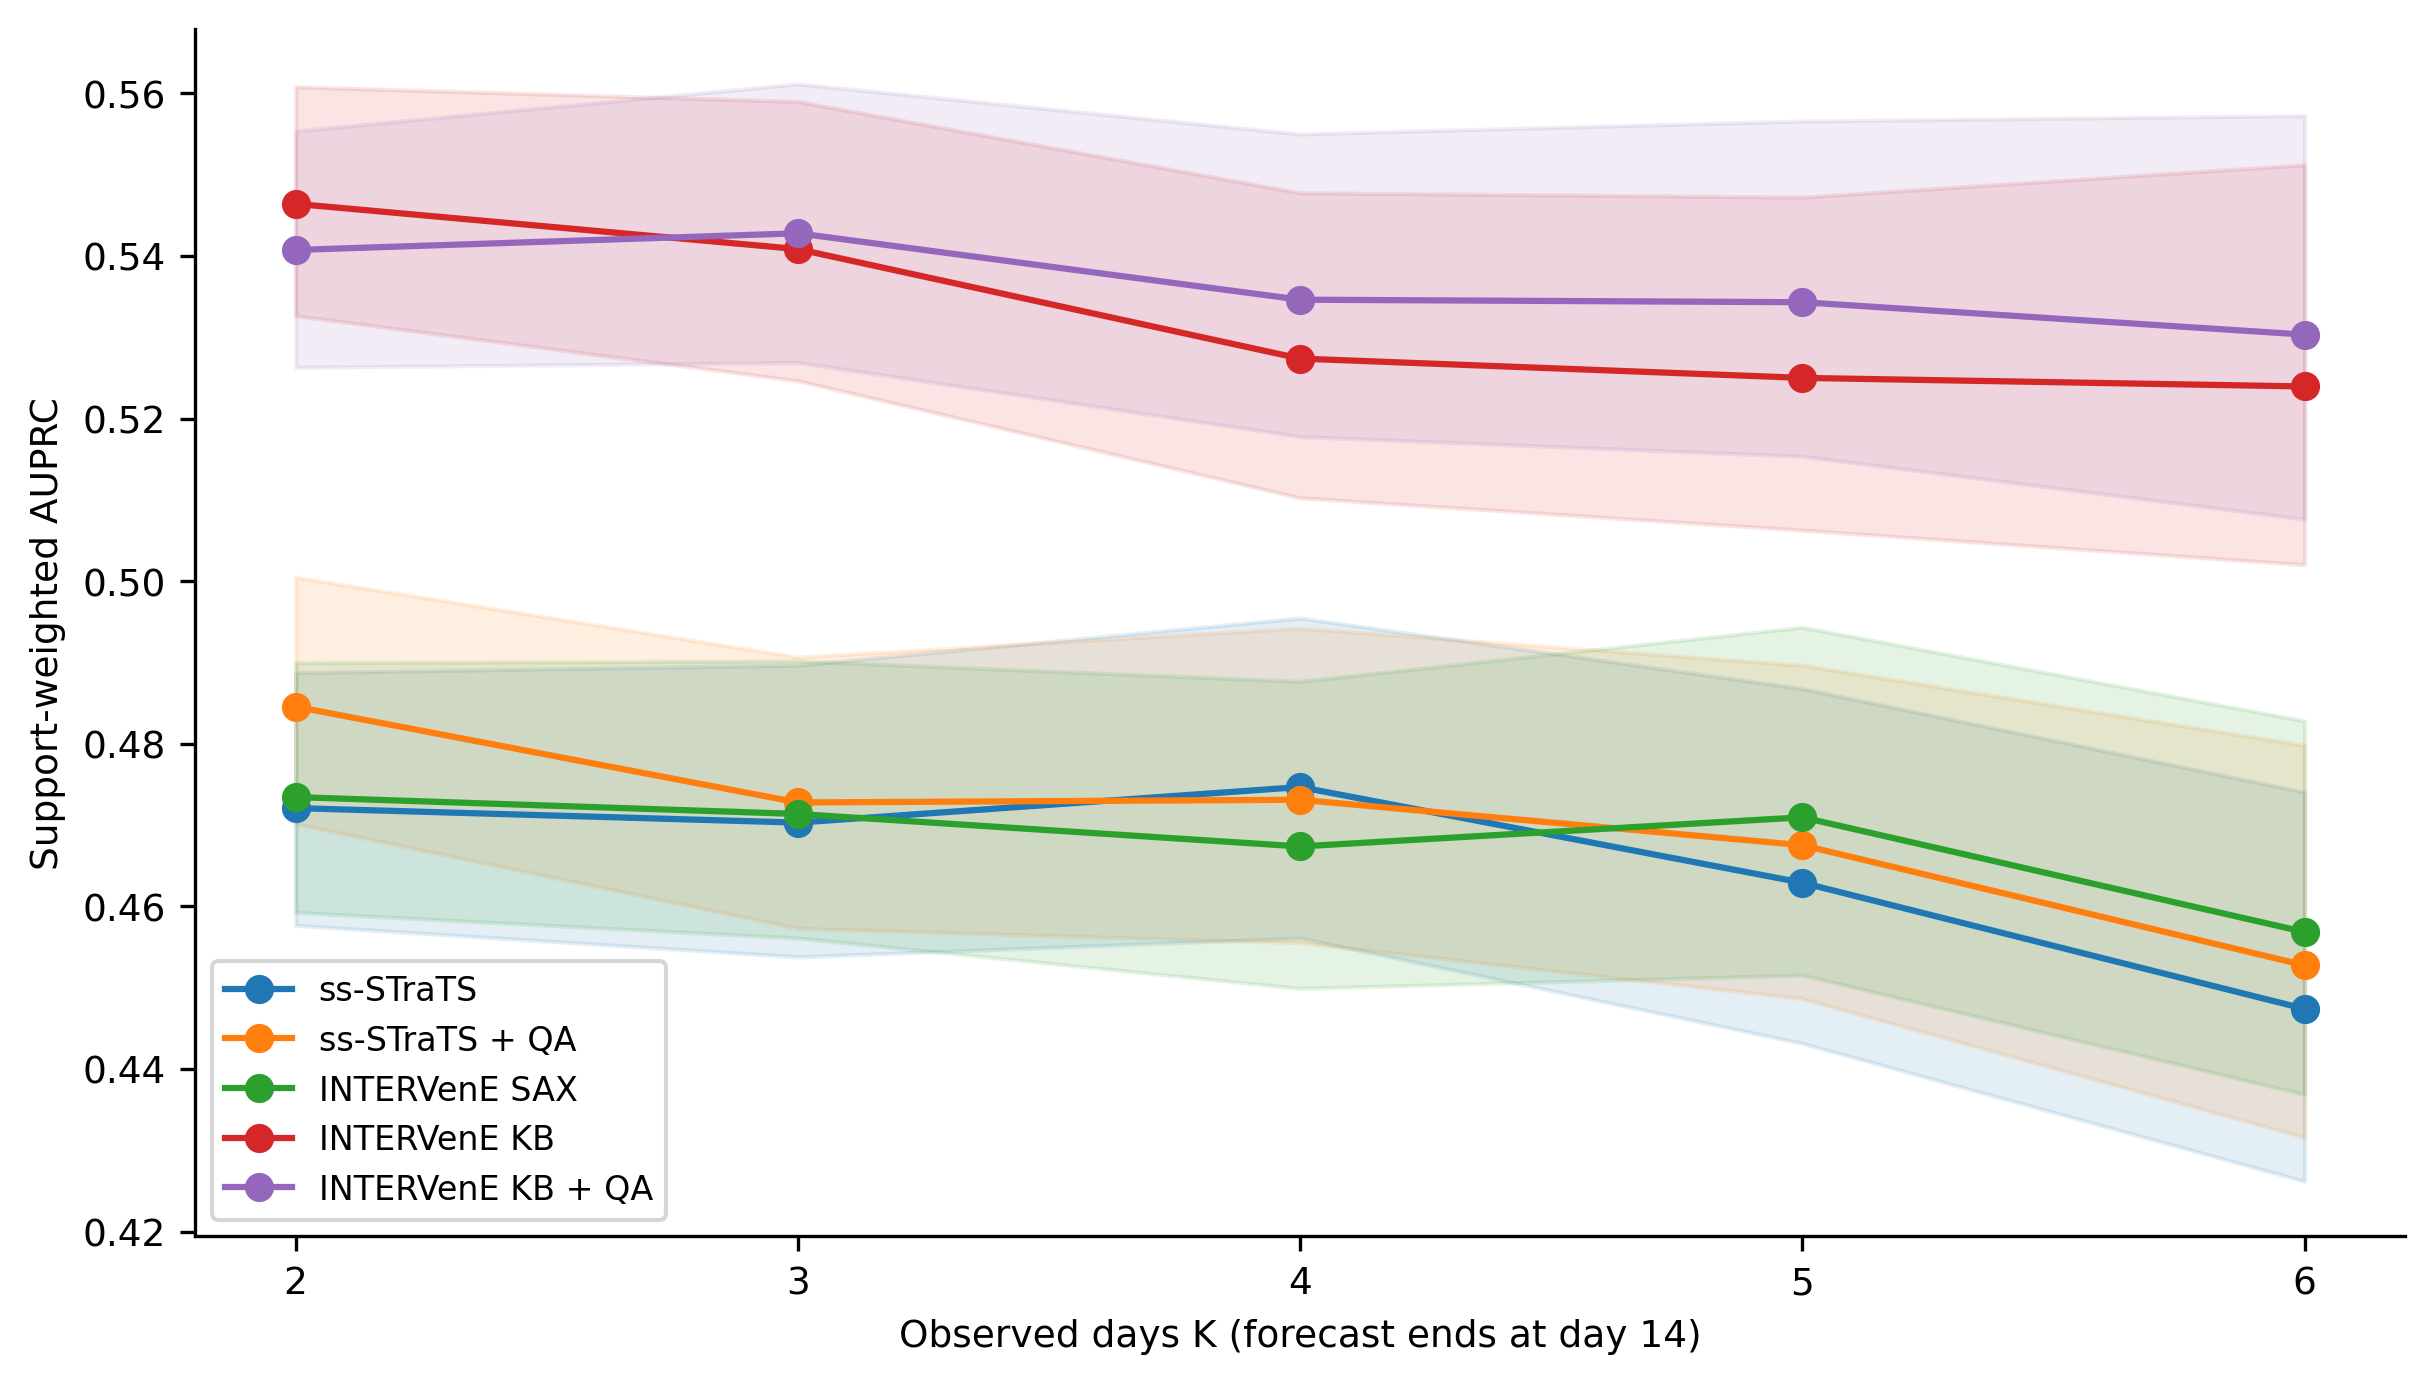 0.56
0.54
0.52
0.50
0.48
0.46
0.44
0.42
Support-weighted AUPRC
ss-STraTS
ss-STraTS + QA
INTERVenE SAX
INTERVenE KB
INTERVenE KB + QA
2 3 4 5 6
Observed days K (forecast ends at day 14)